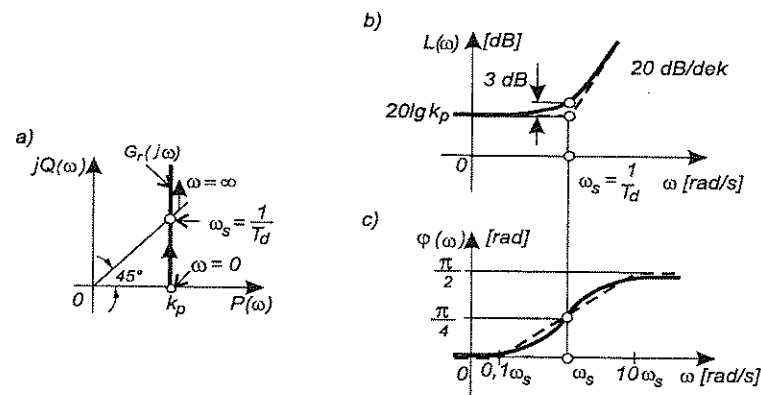 a)
jQ(ω)
G_r(jω)
ω = ∞
ω_s = 1/T_d
ω = 0
45°
0
k_p
P(ω)
b)
L(ω) [dB]
3 dB
20 dB/dek
20lg k_p
0
ω_s = 1/T_d
ω [rad/s]
c)
φ(ω) [rad]
π/2
π/4
0
0,1ω_s
ω_s
10ω_s
ω [rad/s]